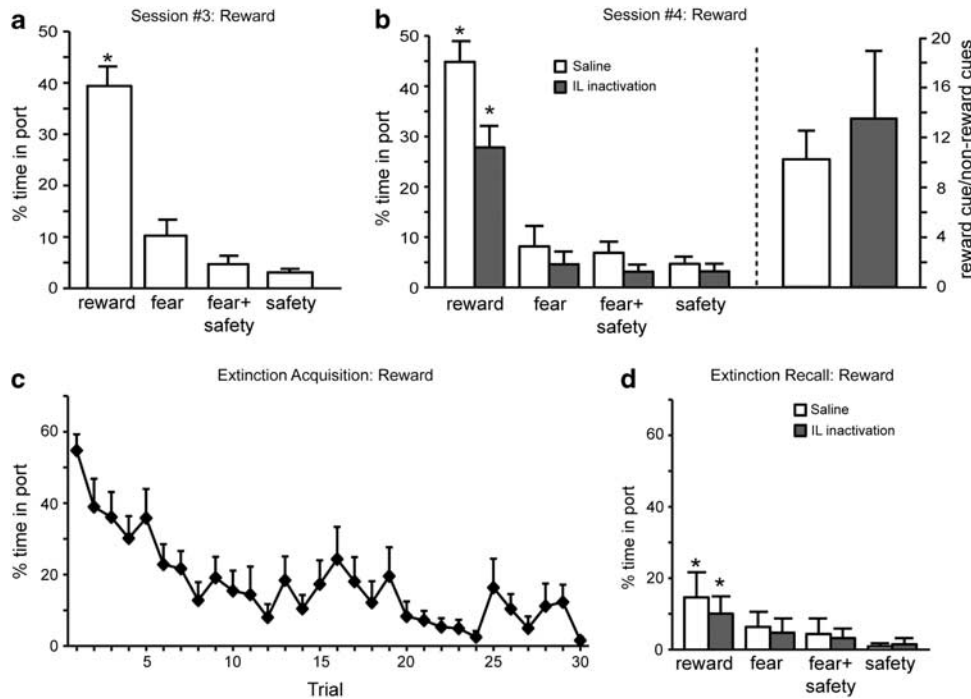 a
Session #3: Reward
% time in port
50
40
30
20
10
0
*
reward
fear
fear+
safety
safety
b
Session #4: Reward
% time in port
50
40
30
20
10
0
*
*
Saline
IL inactivation
reward
fear
fear+
safety
safety
20
16
12
8
4
0
reward cue/non-reward cues
c
Extinction Acquisition: Reward
% time in port
60
40
20
0
5
10
15
20
25
30
Trial
d
Extinction Recall: Reward
Saline
IL inactivation
% time in port
60
40
20
0
*
*
reward
fear
fear+
safety
safety